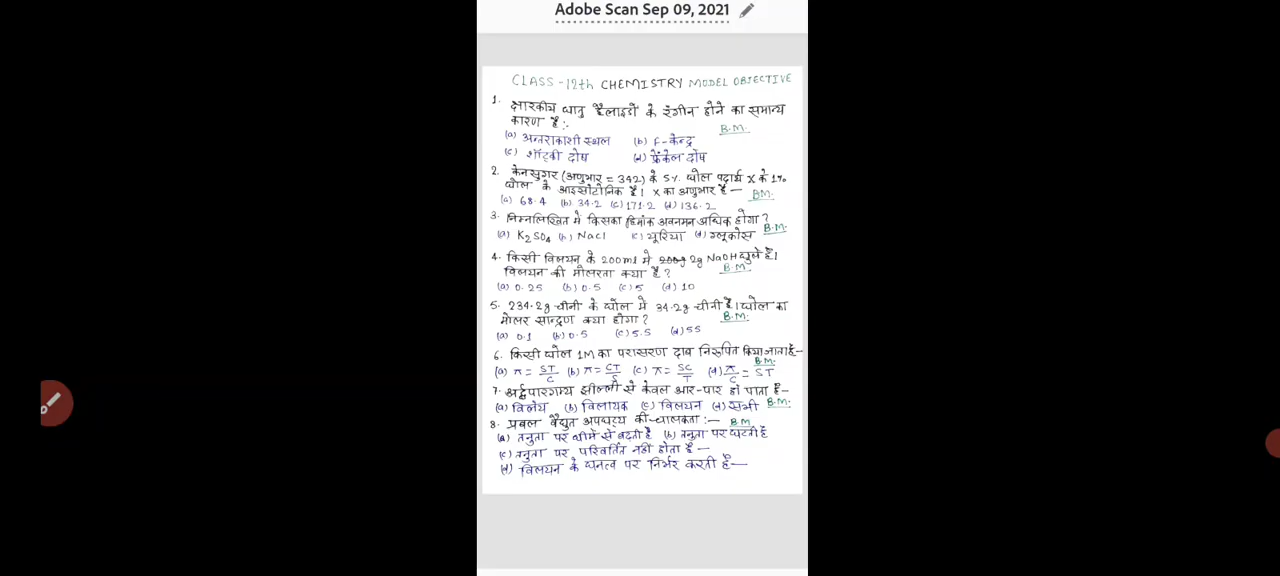 Adobe Scan Sep 09, 2021
CLASS-12th CHEMISTRY MODEL OBJECTIVE
1. क्षारकीय धातु हैलाइडो के रंगीन होने का समान्य
कारण है:- B.M.
(a) अन्तराकाशी स्थल (b) F-केन्द्र
(c) शॉट्की दोष (d) फ्रेंकेल दोष
2. केनसुगर (अणुभार = 342) के 5%. घोल पदार्थ X के 1%
घोल के आइसोटोनिक है। X का अणुभार है— BM.
(a) 68.4 (b) 34.2 (c) 171.2 (d) 136.2
3. निम्नलिखित में किसका हिमांक अवनमन अधिक होगा?
(a) K2SO4 (b) NaCl (c) यूरिया (d) ग्लूकोस B.M.
4. किसी विलयन के 200ml मे 2g NaOH घुले है।
विलयन की मोलरता क्या है? B.M.
(a) 0.25 (b) 0.5 (c) 5 (d) 10
5. 234.2g चीनी के घोल मे 34.2g चीनी है। घोल का
मोलर सान्द्रण क्या होगा? B.M.
(a) 0.1 (b) 0.5 (c) 5.5 (d) 55
6. किसी घोल 1M का परासरण दाब निरूपित किया जाता है—
B.M.
(a) π = ST/C (b) π = CT/S (c) π = SC/T (d) π/C = ST
7. अर्द्धपारगम्य झील्ली से केवल आर-पार हो पाता है—
(a) विलेय (b) विलायक (c) विलयन (d) सभी B.M.
8. प्रबल वैद्युत अपघट्य की चालकता:— B.M.
(a) तनुता पर धीमें से बढ़ती है (b) तनुता पर घटती है
(c) तनुता पर परिवर्तित नहीं होता है—
(d) विलयन के घनत्व पर निर्भर करती है—